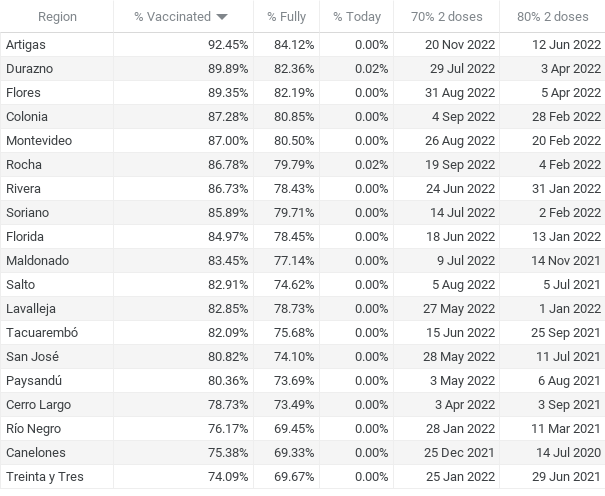 Region % Vaccinated % Fully % Today 70% 2 doses 80% 2 doses
Artigas 92.45% 84.12% 0.00% 20 Nov 2022 12 Jun 2022
Durazno 89.89% 82.36% 0.02% 29 Jul 2022 3 Apr 2022
Flores 89.35% 82.19% 0.00% 31 Aug 2022 5 Apr 2022
Colonia 87.28% 80.85% 0.00% 4 Sep 2022 28 Feb 2022
Montevideo 87.00% 80.50% 0.00% 26 Aug 2022 20 Feb 2022
Rocha 86.78% 79.79% 0.02% 19 Sep 2022 4 Feb 2022
Rivera 86.73% 78.43% 0.00% 24 Jun 2022 31 Jan 2022
Soriano 85.89% 79.71% 0.00% 14 Jul 2022 2 Feb 2022
Florida 84.97% 78.45% 0.00% 18 Jun 2022 13 Jan 2022
Maldonado 83.45% 77.14% 0.00% 9 Jul 2022 14 Nov 2021
Salto 82.91% 74.62% 0.00% 5 Aug 2022 5 Jul 2021
Lavalleja 82.85% 78.73% 0.00% 27 May 2022 1 Jan 2022
Tacuarembó 82.09% 75.68% 0.00% 15 Jun 2022 25 Sep 2021
San José 80.82% 74.10% 0.00% 28 May 2022 11 Jul 2021
Paysandú 80.36% 73.69% 0.00% 3 May 2022 6 Aug 2021
Cerro Largo 78.73% 73.49% 0.00% 3 Apr 2022 3 Sep 2021
Río Negro 76.17% 69.45% 0.00% 28 Jan 2022 11 Mar 2021
Canelones 75.38% 69.33% 0.00% 25 Dec 2021 14 Jul 2020
Treinta y Tres 74.09% 69.67% 0.00% 25 Jan 2022 29 Jun 2021